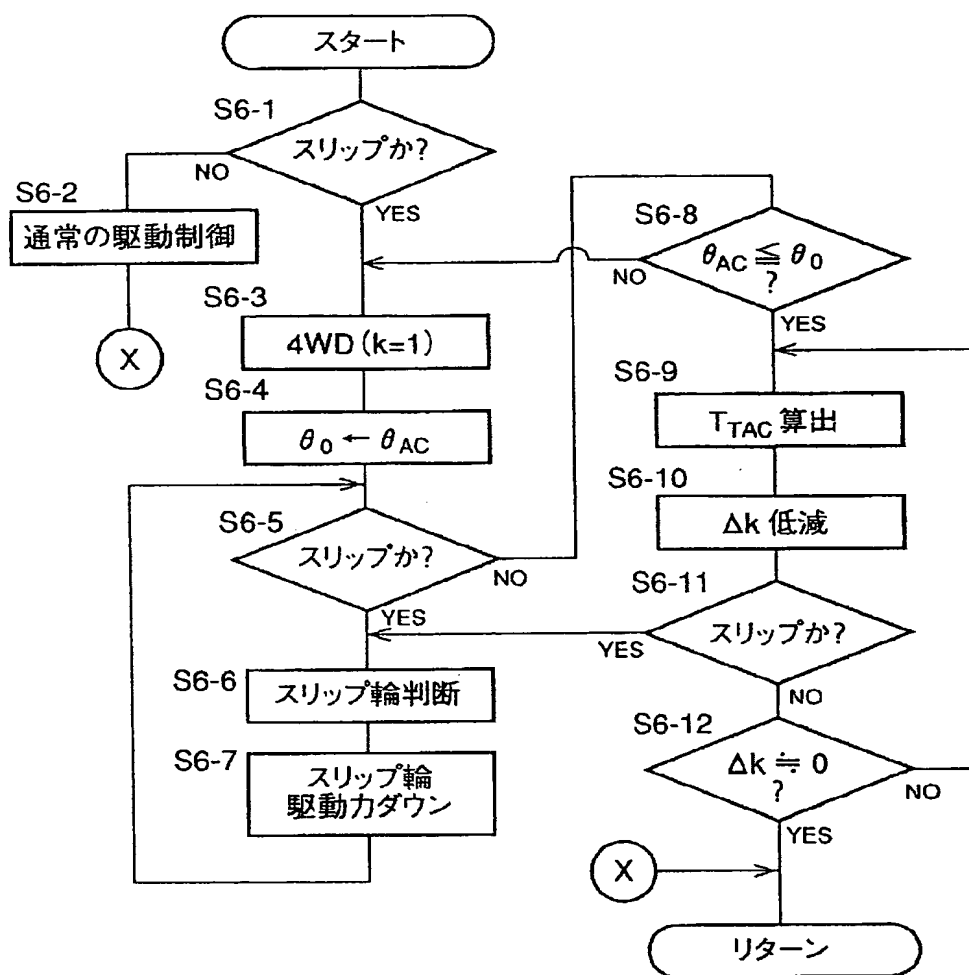 スタート
S6-1
スリップか?
NO
YES
S6-2
通常の駆動制御
X
S6-3
4WD (k=1)
S6-4
θ0 ← θAC
S6-5
スリップか?
NO
YES
S6-6
スリップ輪判断
S6-7
スリップ輪
駆動力ダウン
S6-8
θAC ≦ θ0
?
NO
YES
S6-9
TTAC 算出
S6-10
Δk 低減
S6-11
スリップか?
YES
NO
S6-12
Δk ≒ 0
?
NO
YES
X
リターン